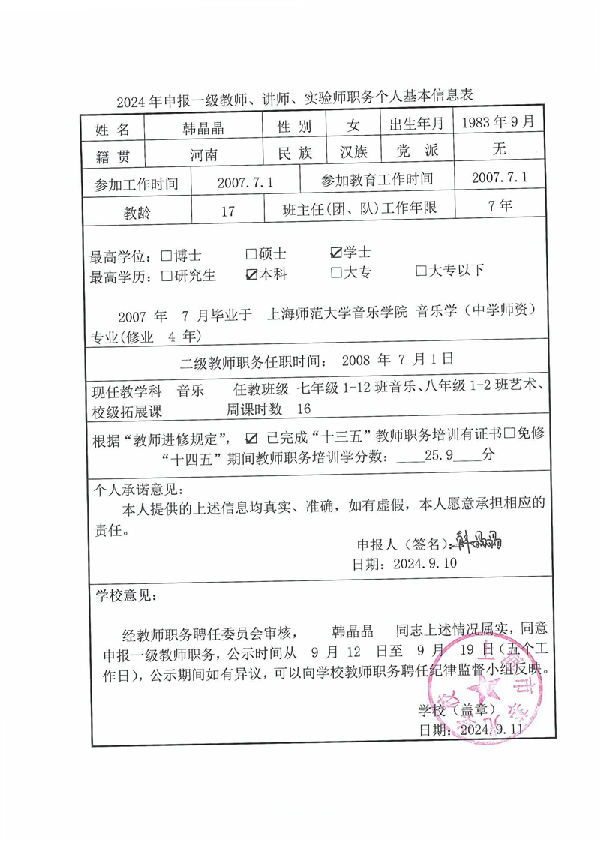 2024年申报一级教师、讲师、实验师职务个人基本信息表
姓 名 韩晶晶 性 别 女 出生年月 1983年9月
籍 贯 河南 民 族 汉族 党 派 无
参加工作时间 2007.7.1 参加教育工作时间 2007.7.1
教龄 17 班主任(团、队)工作年限 7年
最高学位：□博士 □硕士 ☑学士
最高学历：□研究生 ☑本科 □大专 □大专以下
2007 年 7 月毕业于 上海师范大学音乐学院 音乐学（中学师资）
专业(修业 4 年)
二级教师职务任职时间： 2008 年 7 月 1 日
现任教学科 音乐 任教班级 七年级1-12班音乐、八年级1-2班艺术、
校级拓展课 周课时数 16
根据“教师进修规定”， ☑ 已完成“十三五”教师职务培训有证书□免修
“十四五”期间教师职务培训学分数： ____25.9____分
个人承诺意见：
本人提供的上述信息均真实、准确，如有虚假，本人愿意承担相应的
责任。
申报人（签名）：韩晶晶
日期：2024.9.10
学校意见：
经教师职务聘任委员会审核， 韩晶晶 同志上述情况属实，同意
申报一级教师职务，公示时间从 9 月 12 日至 9 月 19 日(五个工
作日)，公示期间如有异议，可以向学校教师职务聘任纪律监督小组反映。
学校（盖章）
日期：2024.9.11